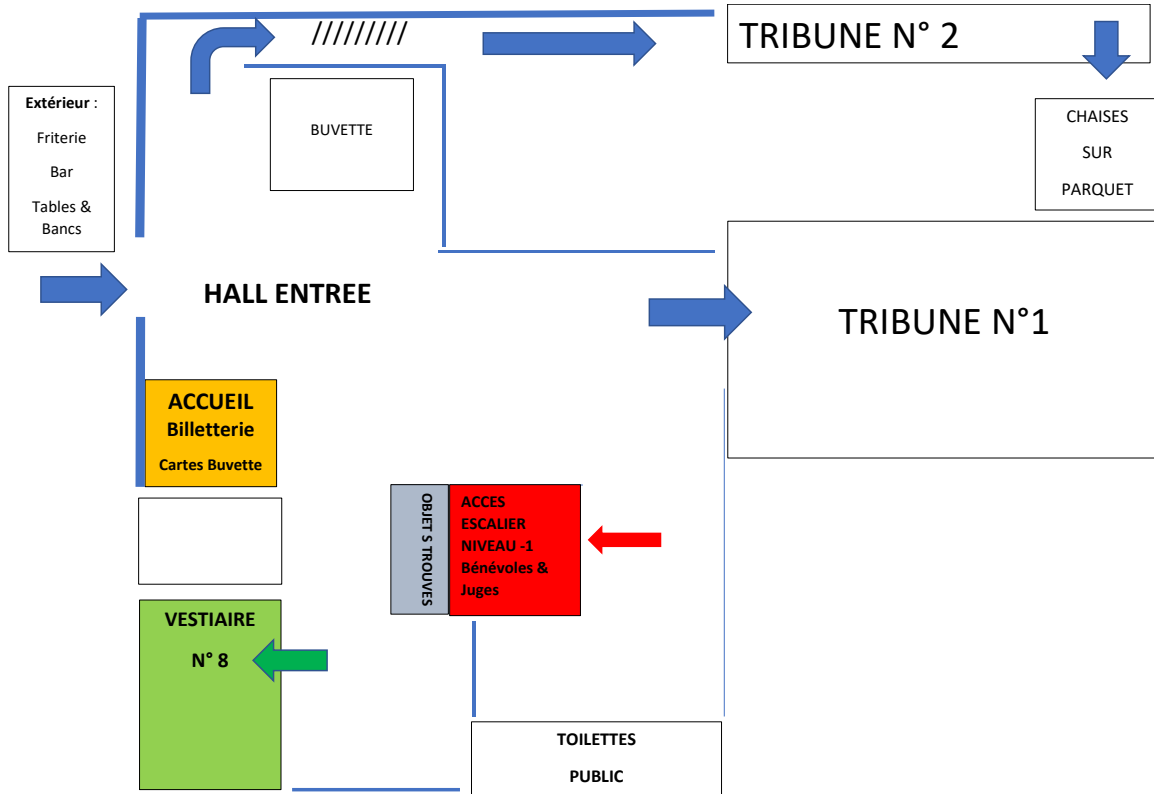 TRIBUNE N° 2
Extérieur :
Friterie
Bar
Tables &
Bancs
BUVETTE
CHAISES
SUR
PARQUET
HALL ENTREE
TRIBUNE N°1
ACCUEIL
Billetterie
Cartes Buvette
OBJET S TROUVES
ACCES
ESCALIER
NIVEAU -1
Bénévoles &
Juges
VESTIAIRE
N° 8
TOILETTES
PUBLIC